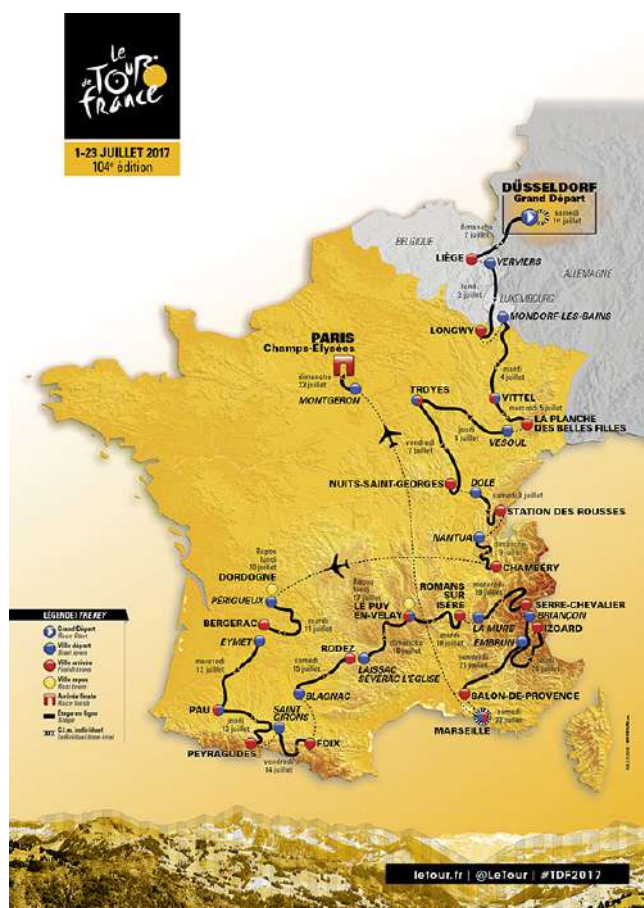 Le
TOUR
de
france
1-23 JUILLET 2017
104e édition
DÜSSELDORF
Grand Départ
samedi
1er juillet
dimanche
juillet
BELGIQUE
LIÈGE
VERVIERS
ALLEMAGNE
lundi
3 juillet
LUXEMBOURG
MONDORF-LES-BAINS
LONGWY
PARIS
Champs-Elysées
dimanche
23 juillet
MONTGERON
mardi
4 juillet
TROYES
VITTEL
mercredi 5 juillet
LA PLANCHE
DES BELLES FILLES
jeudi
juillet
VESOUL
vendredi
7 juillet
NUITS-SAINT-GEORGES
DOLE
samedi 8 juillet
STATION DES ROUSSES
NANTUA
dimanche
9 juillet
CHAMBÉRY
Repos
lundi
10 juillet
DORDOGNE
PÉRIGUEUX
BERGERAC
mardi
11 juillet
EYMET
Repos
lundi
17 juillet
LE PUY
EN-VELAY
ROMANS
SUR
ISÈRE
mercredi
19 juillet
SERRE-CHEVALIER
LA MURE
BRIANÇON
EMBRUN
IZOARD
mardi
18 juillet
dimanche
16 juillet
RODEZ
samedi
15 juillet
LAISSAC
SÉVÉRAC L'ÉGLISE
vendredi
21 juillet
SALON-DE-PROVENCE
mercredi
12 juillet
BLAGNAC
samedi
22 juillet
MARSEILLE
PAU
jeudi
13 juillet
SAINT
GIRONS
PEYRAGUDES
FOIX
vendredi
14 juillet
LÉGENDE / THE KEY
Grand Départ
Race Start
Ville départ
Start town
Ville arrivée
Finish town
Ville repos
Rest town
Arrivée finale
Race finish
Étape en ligne
Stage
C.l.m. individuel
Individual time-trial
letour.fr | @LeTour | #TDF2017